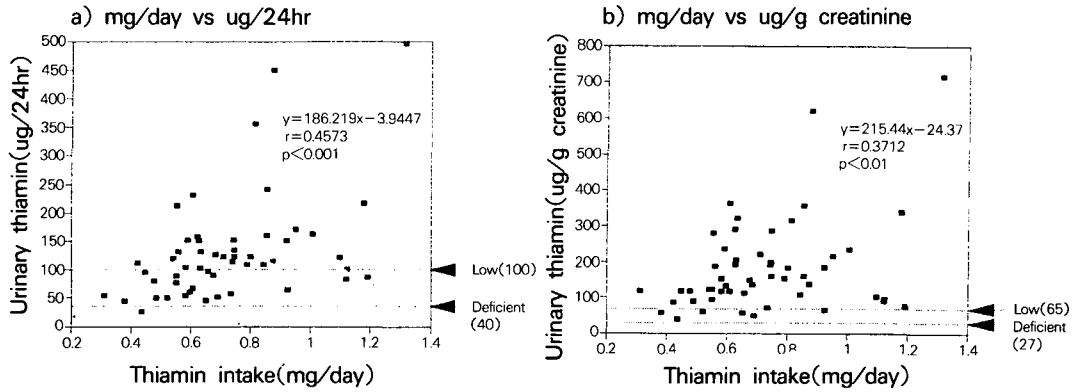 a) mg/day vs ug/24hr
Urinary thiamin(ug/24hr)
500
450
400
350
300
250
200
150
100
50
0
y=186.219x−3.9447
r=0.4573
p<0.001
Low(100)
Deficient
(40)
0.2 0.4 0.6 0.8 1.0 1.2 1.4
Thiamin intake(mg/day)
b) mg/day vs ug/g creatinine
Urinary thiamin(ug/g creatinine)
800
700
600
500
400
300
200
100
0
y=215.44x−24.37
r=0.3712
p<0.01
Low(65)
Deficient
(27)
0.2 0.4 0.6 0.8 1 1.2 1.4
Thiamin intake(mg/day)